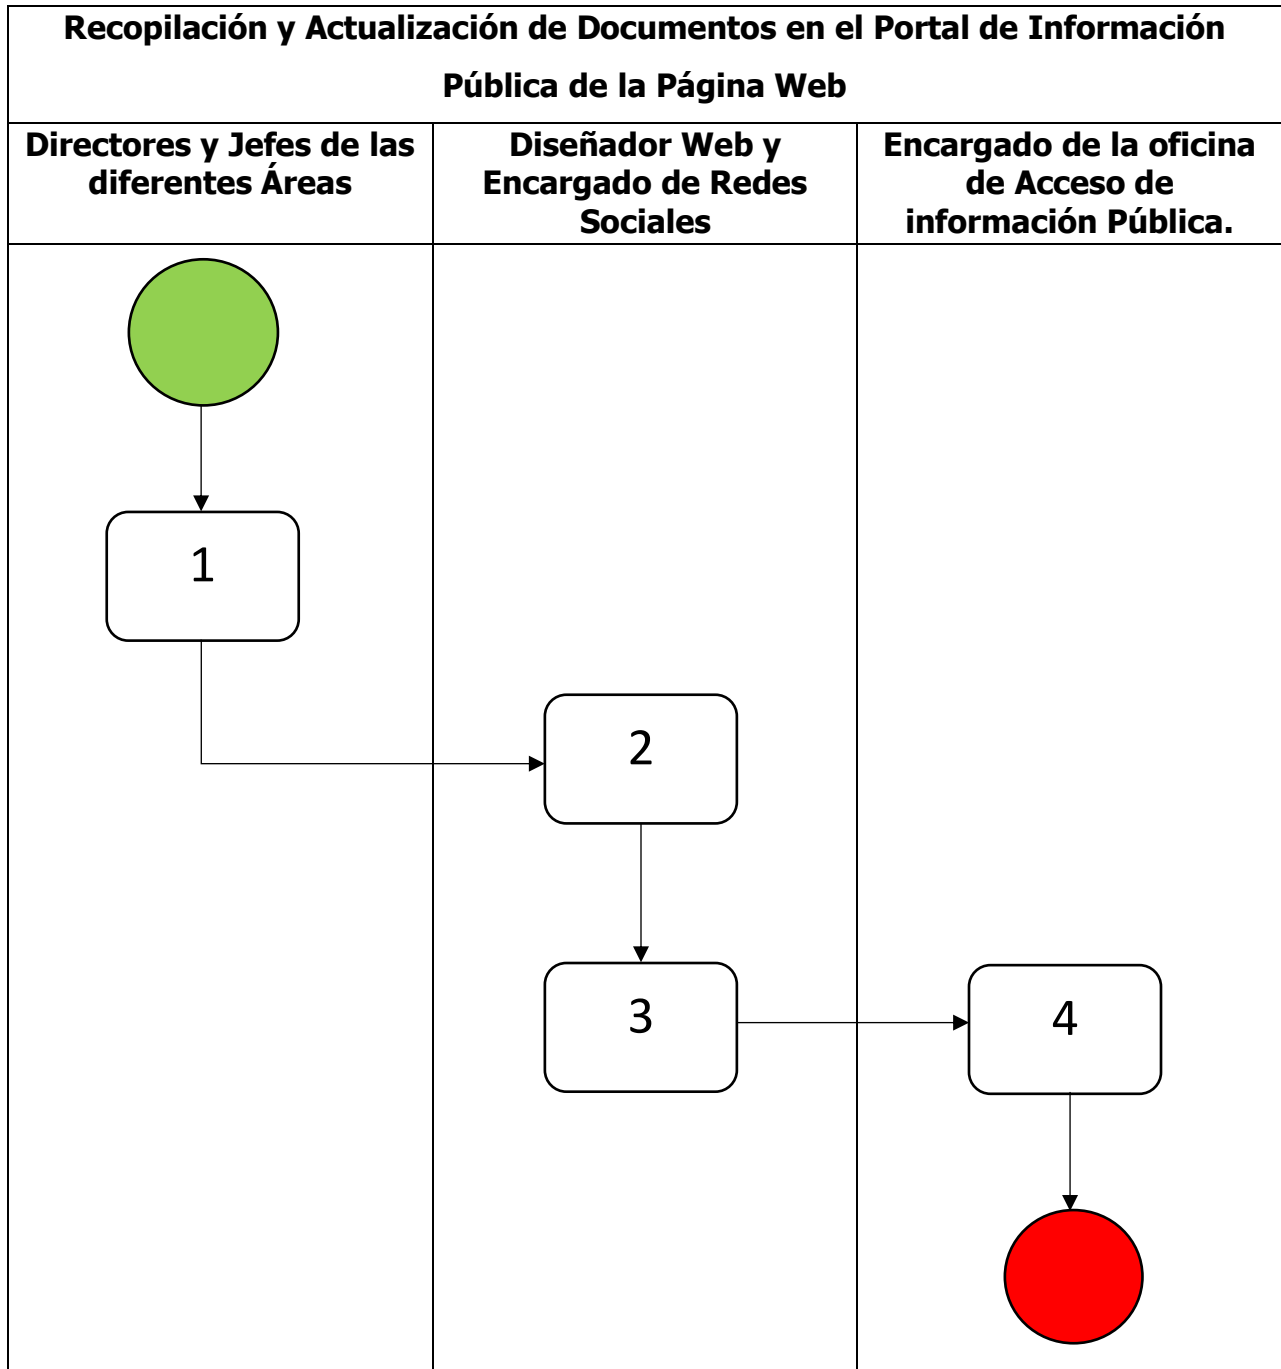 Recopilación y Actualización de Documentos en el Portal de Información
Pública de la Página Web
Directores y Jefes de las
diferentes Áreas
Diseñador Web y
Encargado de Redes
Sociales
Encargado de la oficina
de Acceso de
información Pública.
1
2
3
4